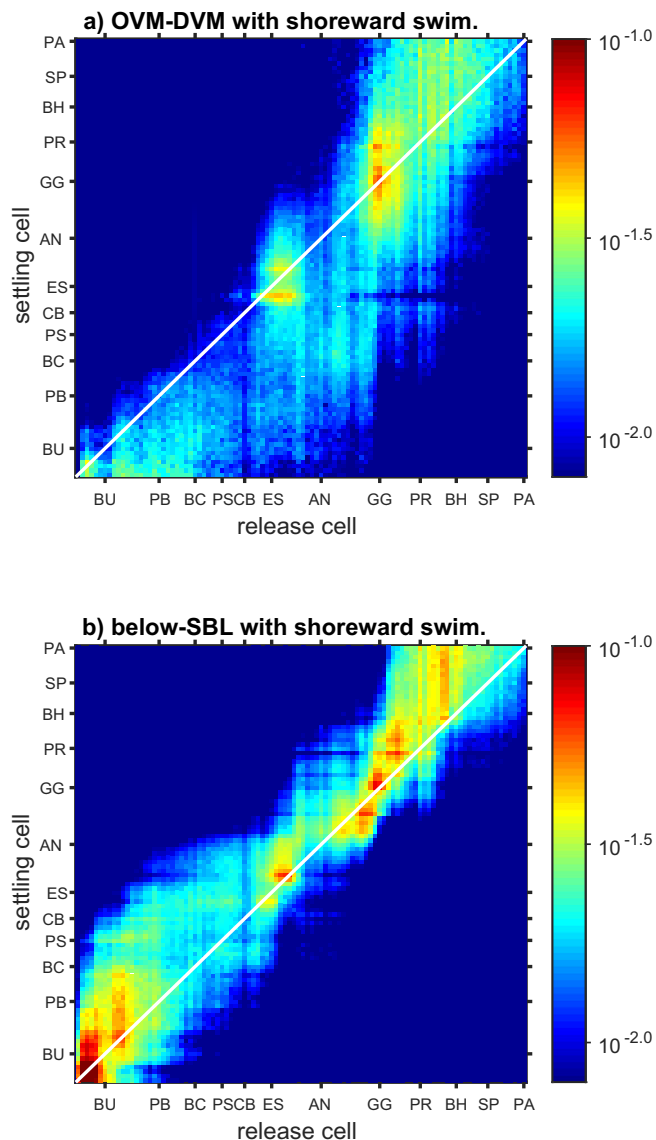 a) OVM-DVM with shoreward swim.
PA
SP
BH
PR
GG
AN
ES
CB
PS
BC
PB
BU
settling cell
BU PB BC PSCB ES AN GG PR BH SP PA
release cell
10-1.0
10-1.5
10-2.0
b) below-SBL with shoreward swim.
PA
SP
BH
PR
GG
AN
ES
CB
PS
BC
PB
BU
settling cell
BU PB BC PSCB ES AN GG PR BH SP PA
release cell
10-1.0
10-1.5
10-2.0